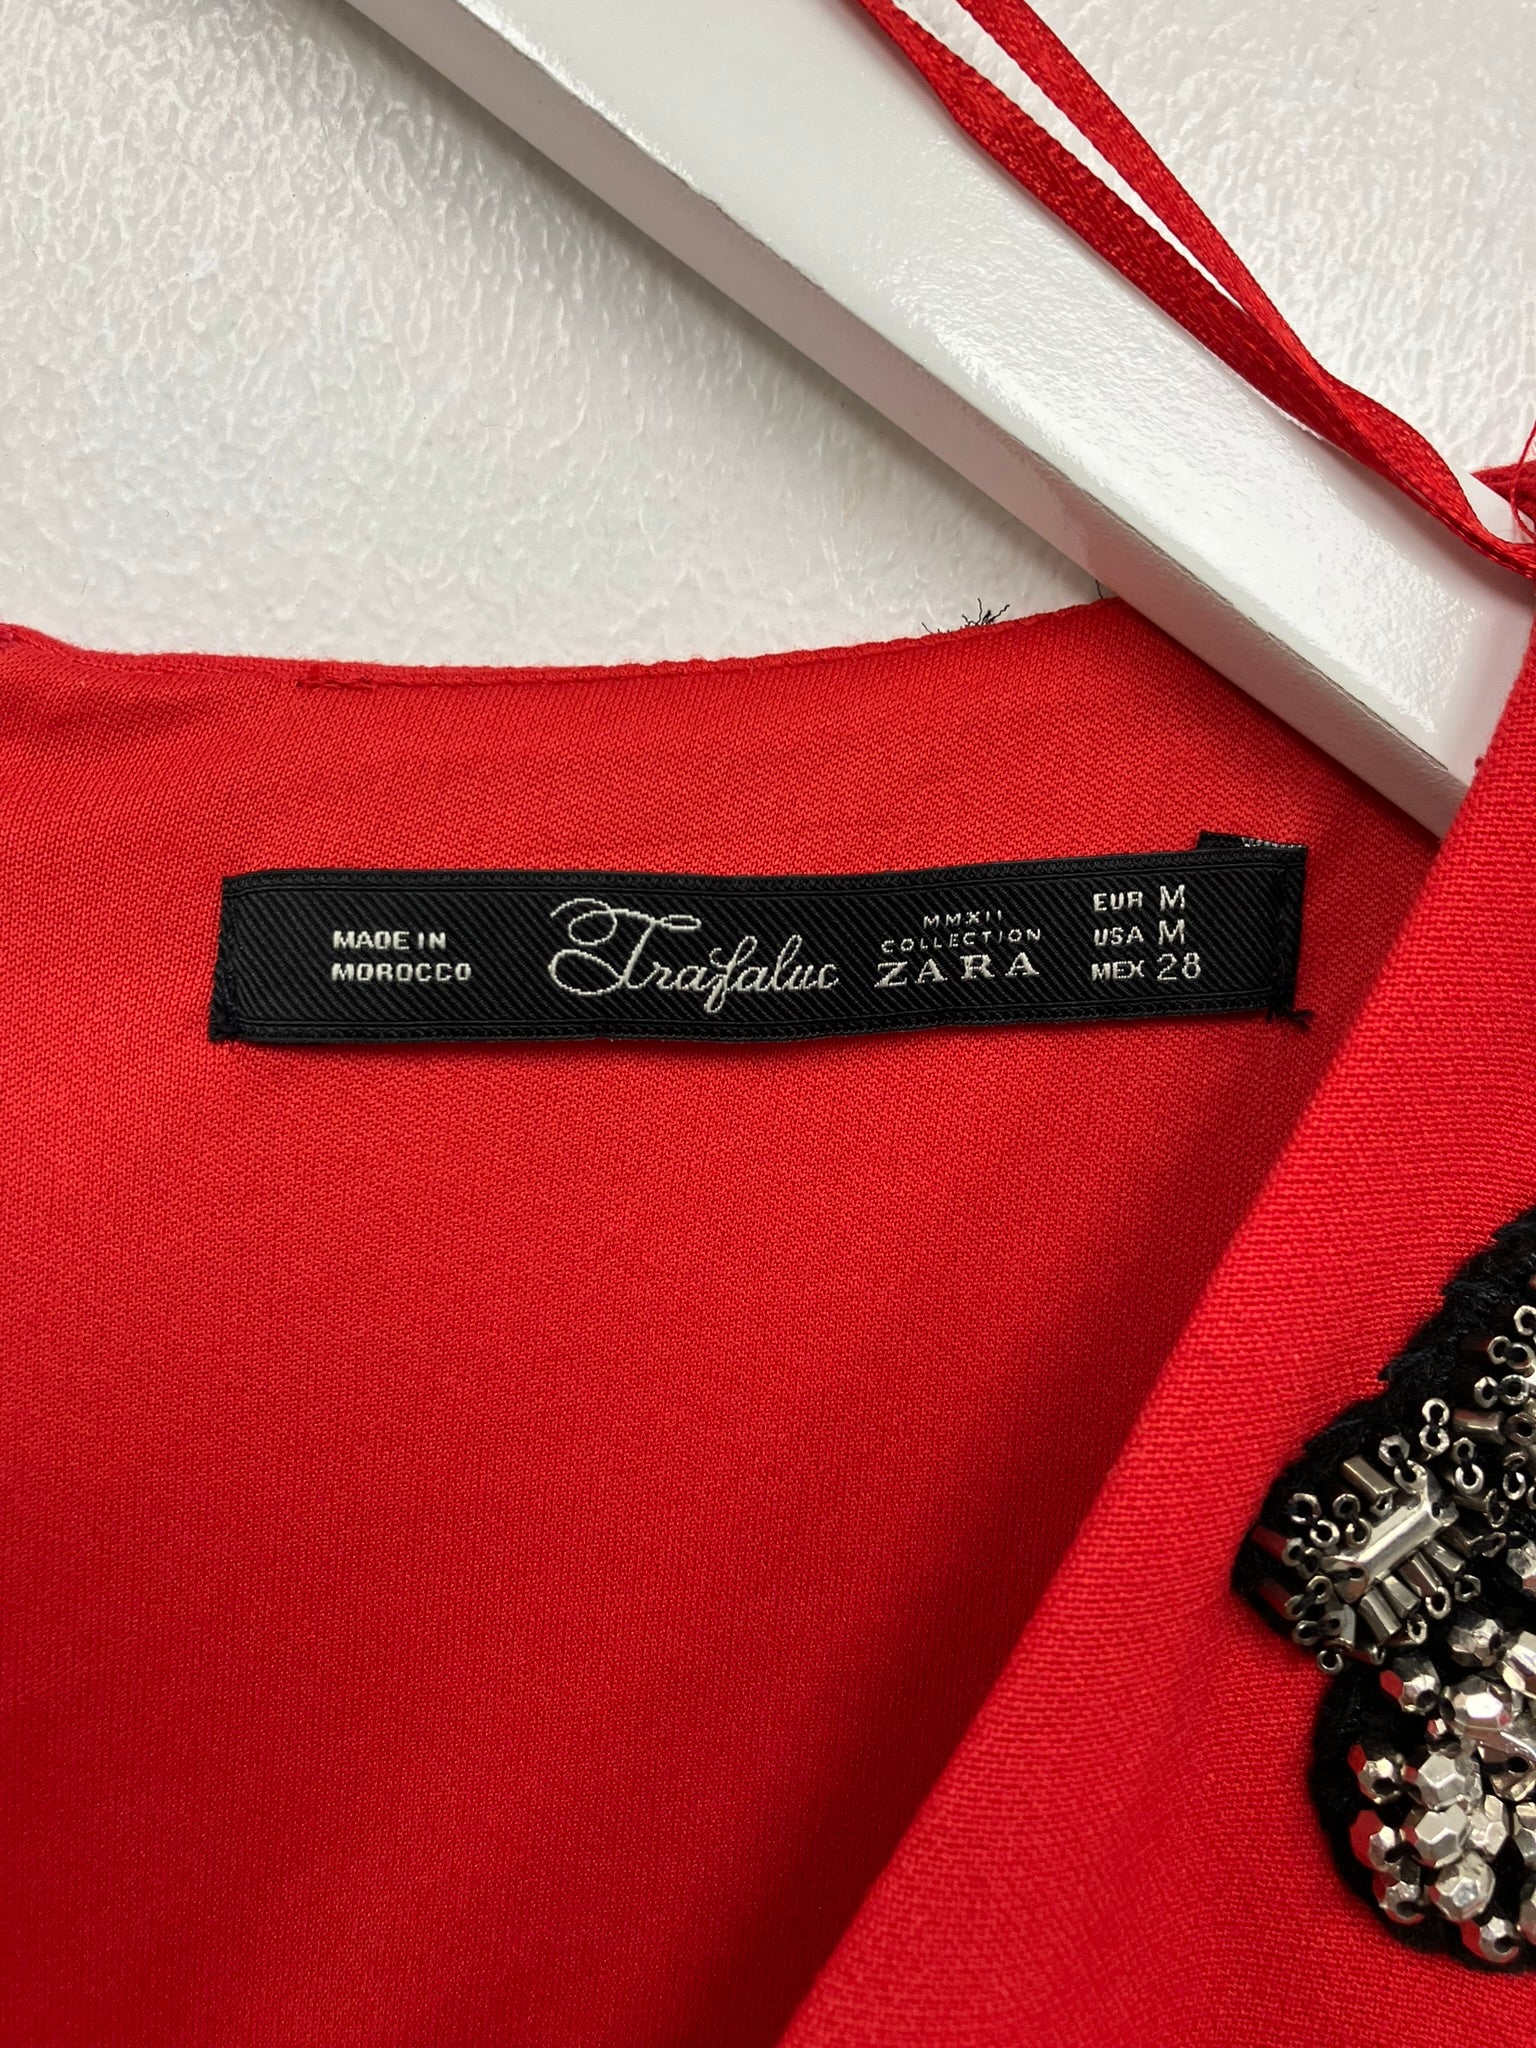 MADE IN
MOROCCO
Trafaluc
MMXII
COLLECTION
ZARA
EUR M
USA M
MEX 28